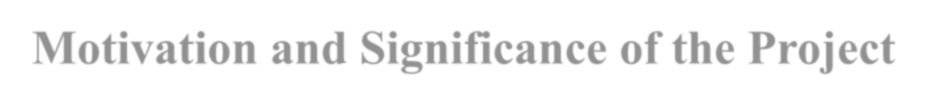 Motivation and Significance of the Project